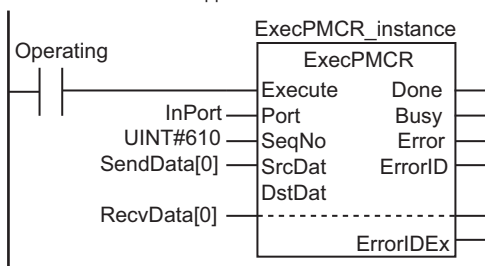 ExecPMCR_instance
Operating
ExecPMCR
Execute Done
InPort Port Busy
UINT#610 SeqNo Error
SendData[0] SrcDat ErrorID
DstDat
RecvData[0]
ErrorIDEx